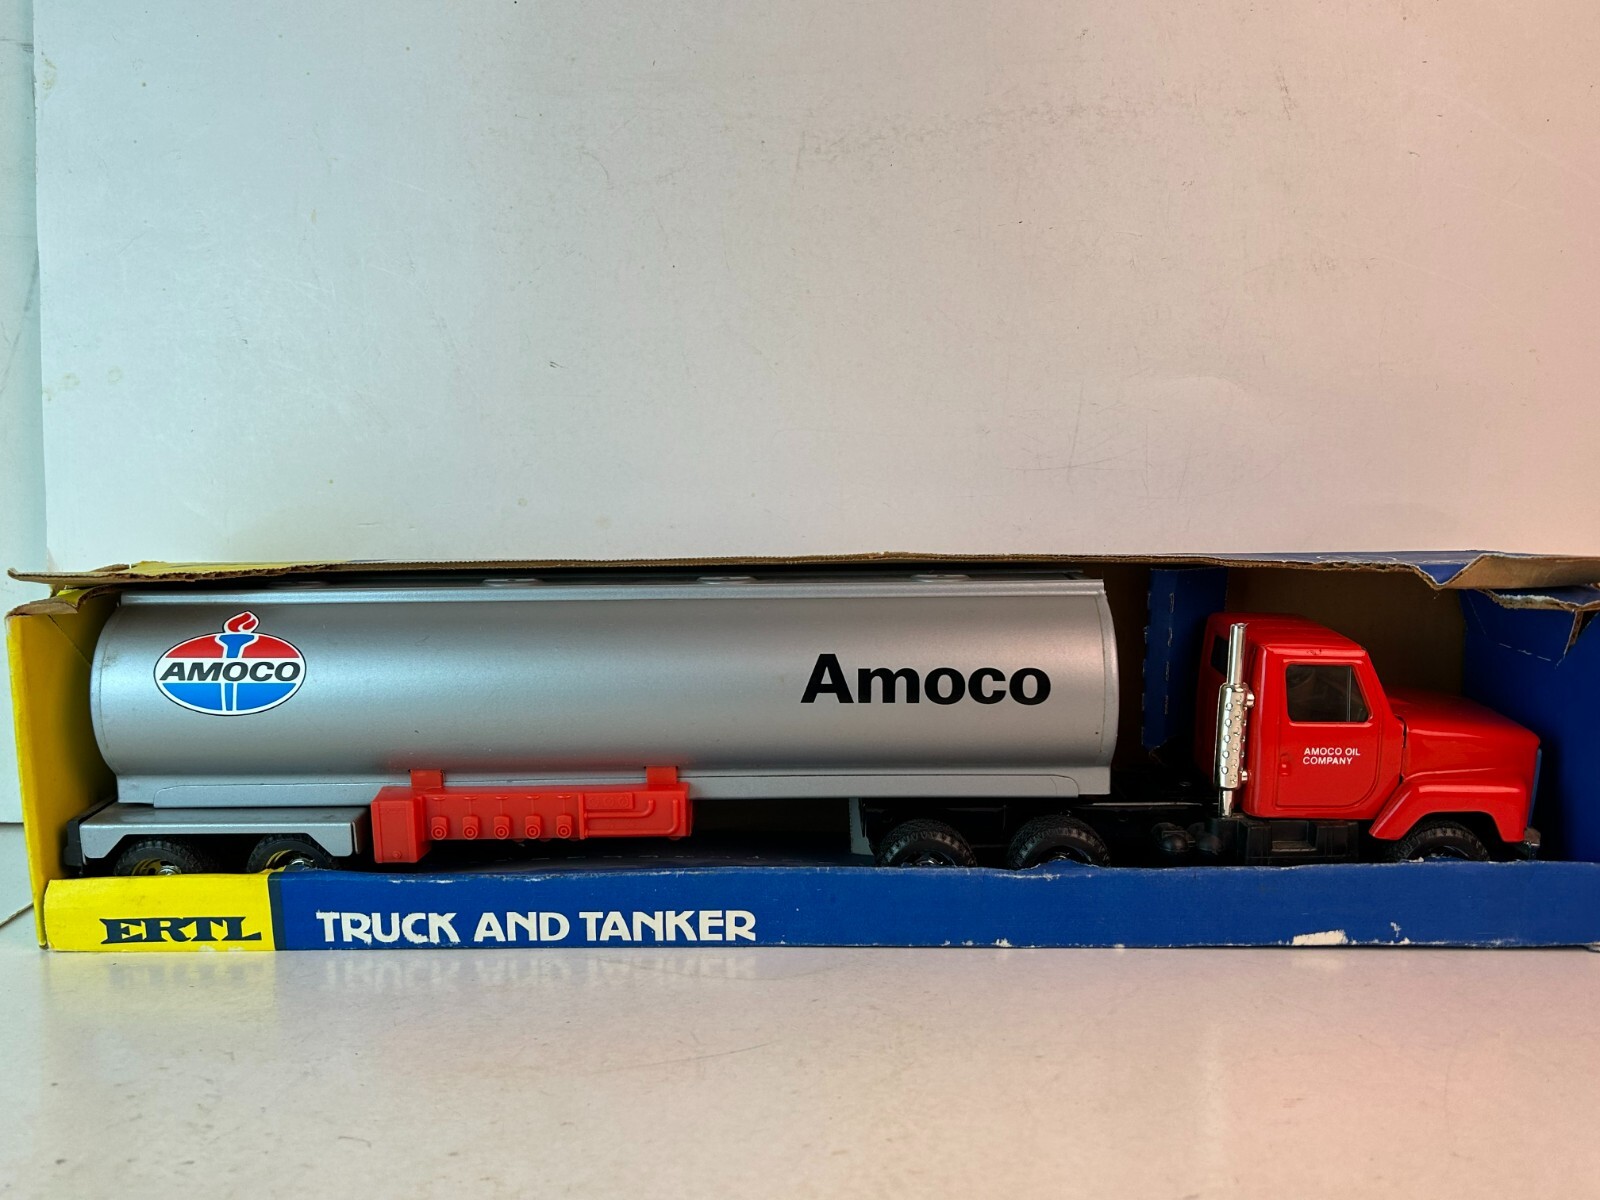 AMOCO
Amoco
AMOCO OIL
COMPANY
ERTL
TRUCK AND TANKER